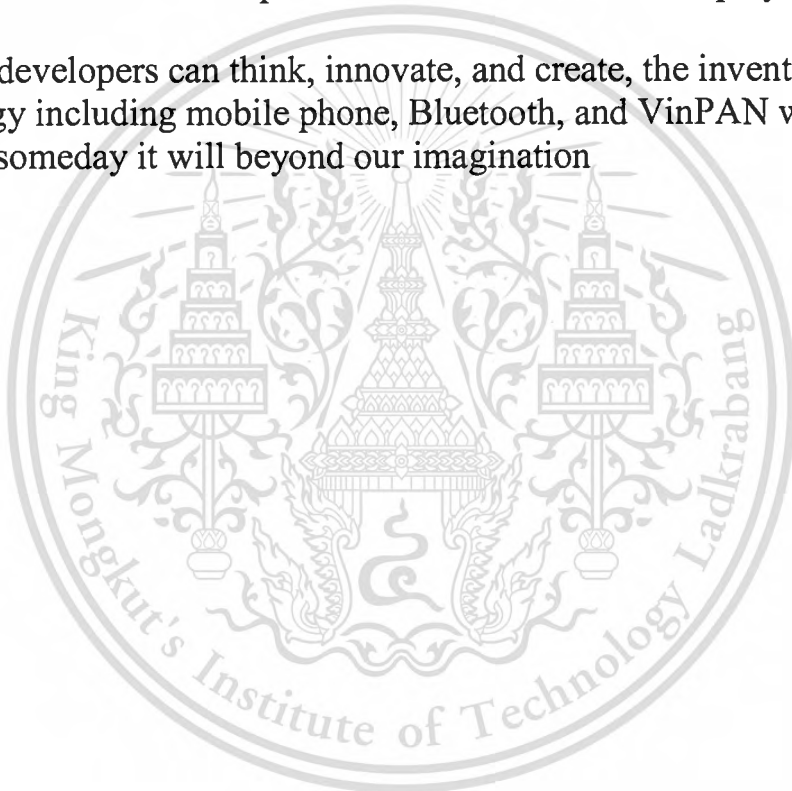 developers can think, innovate, and create, the invent
gy including mobile phone, Bluetooth, and VinPAN w
someday it will beyond our imagination
King Mongkut's Institute of Technology Ladkrabang